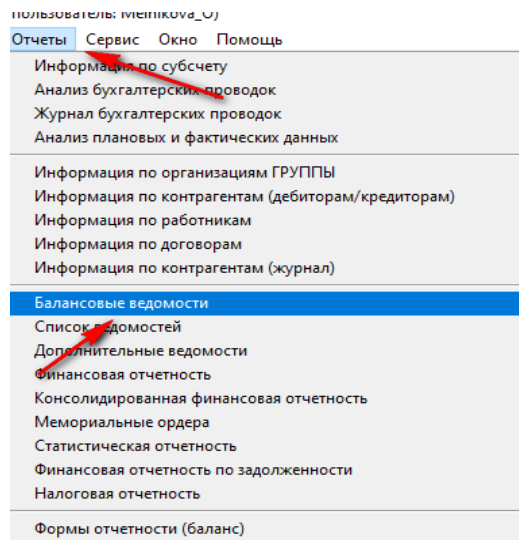 пользователь: Melnikova_O)
Отчеты Сервис Окно Помощь
Информация по субсчету
Анализ бухгалтерских проводок
Журнал бухгалтерских проводок
Анализ плановых и фактических данных
Информация по организациям ГРУППЫ
Информация по контрагентам (дебиторам/кредиторам)
Информация по работникам
Информация по договорам
Информация по контрагентам (журнал)
Балансовые ведомости
Список ведомостей
Дополнительные ведомости
Финансовая отчетность
Консолидированная финансовая отчетность
Мемориальные ордера
Статистическая отчетность
Финансовая отчетность по задолженности
Налоговая отчетность
Формы отчетности (баланс)